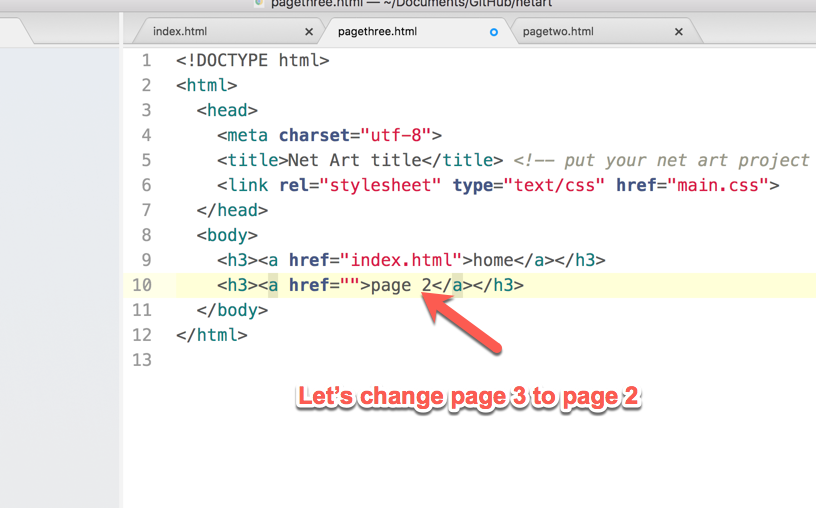 pagethree.html — ~/Documents/GitHub/netart
index.html × pagethree.html pagetwo.html ×
1 <!DOCTYPE html>
2 <html>
3 <head>
4 <meta charset="utf-8">
5 <title>Net Art title</title> <!-- put your net art project
6 <link rel="stylesheet" type="text/css" href="main.css">
7 </head>
8 <body>
9 <h3><a href="index.html">home</a></h3>
10 <h3><a href="">page 2</a></h3>
11 </body>
12 </html>
13
Let's change page 3 to page 2